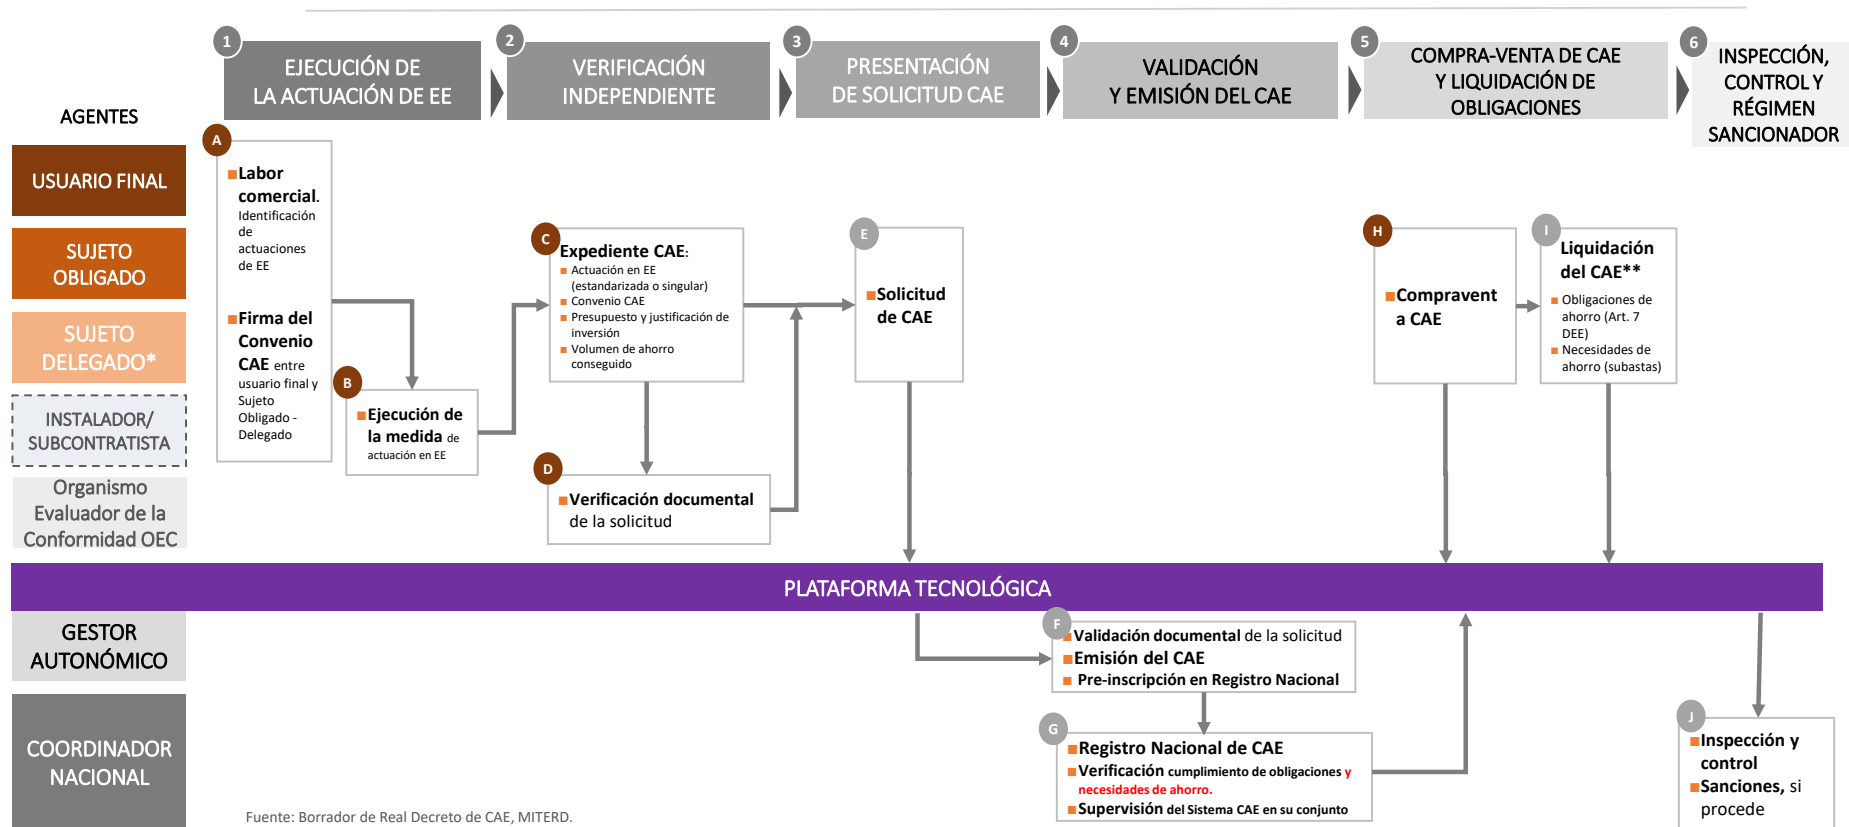 1
EJECUCIÓN DE
LA ACTUACIÓN DE EE
2
VERIFICACIÓN
INDEPENDIENTE
3
PRESENTACIÓN
DE SOLICITUD CAE
4
VALIDACIÓN
Y EMISIÓN DEL CAE
5
COMPRA-VENTA DE CAE
Y LIQUIDACIÓN DE
OBLIGACIONES
6
INSPECCIÓN,
CONTROL Y
RÉGIMEN
SANCIONADOR
AGENTES
USUARIO FINAL
SUJETO
OBLIGADO
SUJETO
DELEGADO*
INSTALADOR/
SUBCONTRATISTA
Organismo
Evaluador de la
Conformidad OEC
A
Labor
comercial.
Identificación
de
actuaciones
de EE
Firma del
Convenio
CAE entre
usuario final y
Sujeto
Obligado -
Delegado
B
Ejecución de
la medida de
actuación en EE
C
Expediente CAE:
Actuación en EE
(estandarizada o singular)
Convenio CAE
Presupuesto y justificación de
inversión
Volumen de ahorro
conseguido
D
Verificación documental
de la solicitud
E
Solicitud
de CAE
H
Compravent
a CAE
I
Liquidación
del CAE**
Obligaciones de
ahorro (Art. 7
DEE)
Necesidades de
ahorro (subastas)
PLATAFORMA TECNOLÓGICA
GESTOR
AUTONÓMICO
COORDINADOR
NACIONAL
F
Validación documental de la solicitud
Emisión del CAE
Pre-inscripción en Registro Nacional
G
Registro Nacional de CAE
Verificación cumplimiento de obligaciones y
necesidades de ahorro.
Supervisión del Sistema CAE en su conjunto
J
Inspección y
control
Sanciones, si
procede
Fuente: Borrador de Real Decreto de CAE, MITERD.